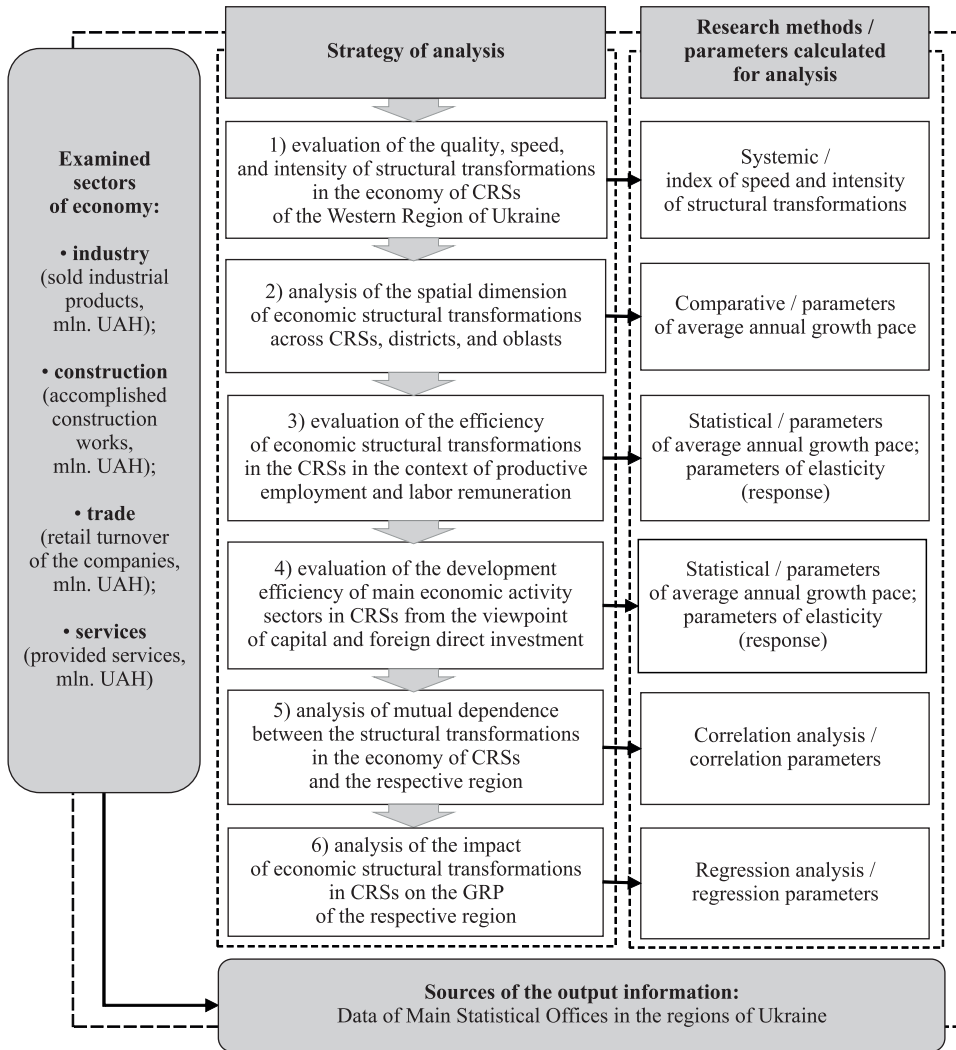 Examined
sectors
of economy:
• industry
(sold industrial
products,
mln. UAH);
• construction
(accomplished
construction
works,
mln. UAH);
• trade
(retail turnover
of the companies,
mln. UAH);
• services
(provided services,
mln. UAH)
Strategy of analysis
Research methods /
parameters calculated
for analysis
1) evaluation of the quality, speed,
and intensity of structural transformations
in the economy of CRSs
of the Western Region of Ukraine
Systemic /
index of speed and intensity
of structural transformations
2) analysis of the spatial dimension
of economic structural transformations
across CRSs, districts, and oblasts
Comparative / parameters
of average annual growth pace
3) evaluation of the efficiency
of economic structural transformations
in the CRSs in the context of productive
employment and labor remuneration
Statistical / parameters
of average annual growth pace;
parameters of elasticity
(response)
4) evaluation of the development
efficiency of main economic activity
sectors in CRSs from the viewpoint
of capital and foreign direct investment
Statistical / parameters
of average annual growth pace;
parameters of elasticity
(response)
5) analysis of mutual dependence
between the structural transformations
in the economy of CRSs
and the respective region
Correlation analysis /
correlation parameters
6) analysis of the impact
of economic structural transformations
in CRSs on the GRP
of the respective region
Regression analysis /
regression parameters
Sources of the output information:
Data of Main Statistical Offices in the regions of Ukraine